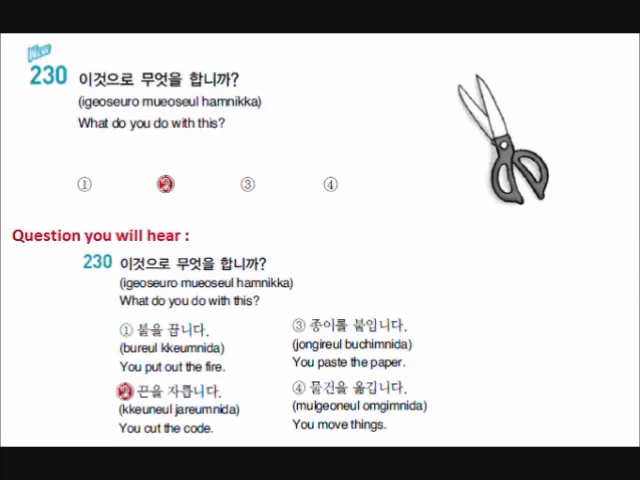 New
230 이것으로 무엇을 합니까?
(igeoseuro mueoseul hamnikka)
What do you do with this?
① ② ③ ④
Question you will hear :
230 이것으로 무엇을 합니까?
(igeoseuro mueoseul hamnikka)
What do you do with this?
① 불을 끕니다.
(bureul kkeumnida)
You put out the fire.
② 끈을 자릅니다.
(kkeuneul jareumnida)
You cut the code.
③ 종이를 붙입니다.
(jongireul buchimnida)
You paste the paper.
④ 물건을 옮깁니다.
(mulgeoneul omgimnida)
You move things.